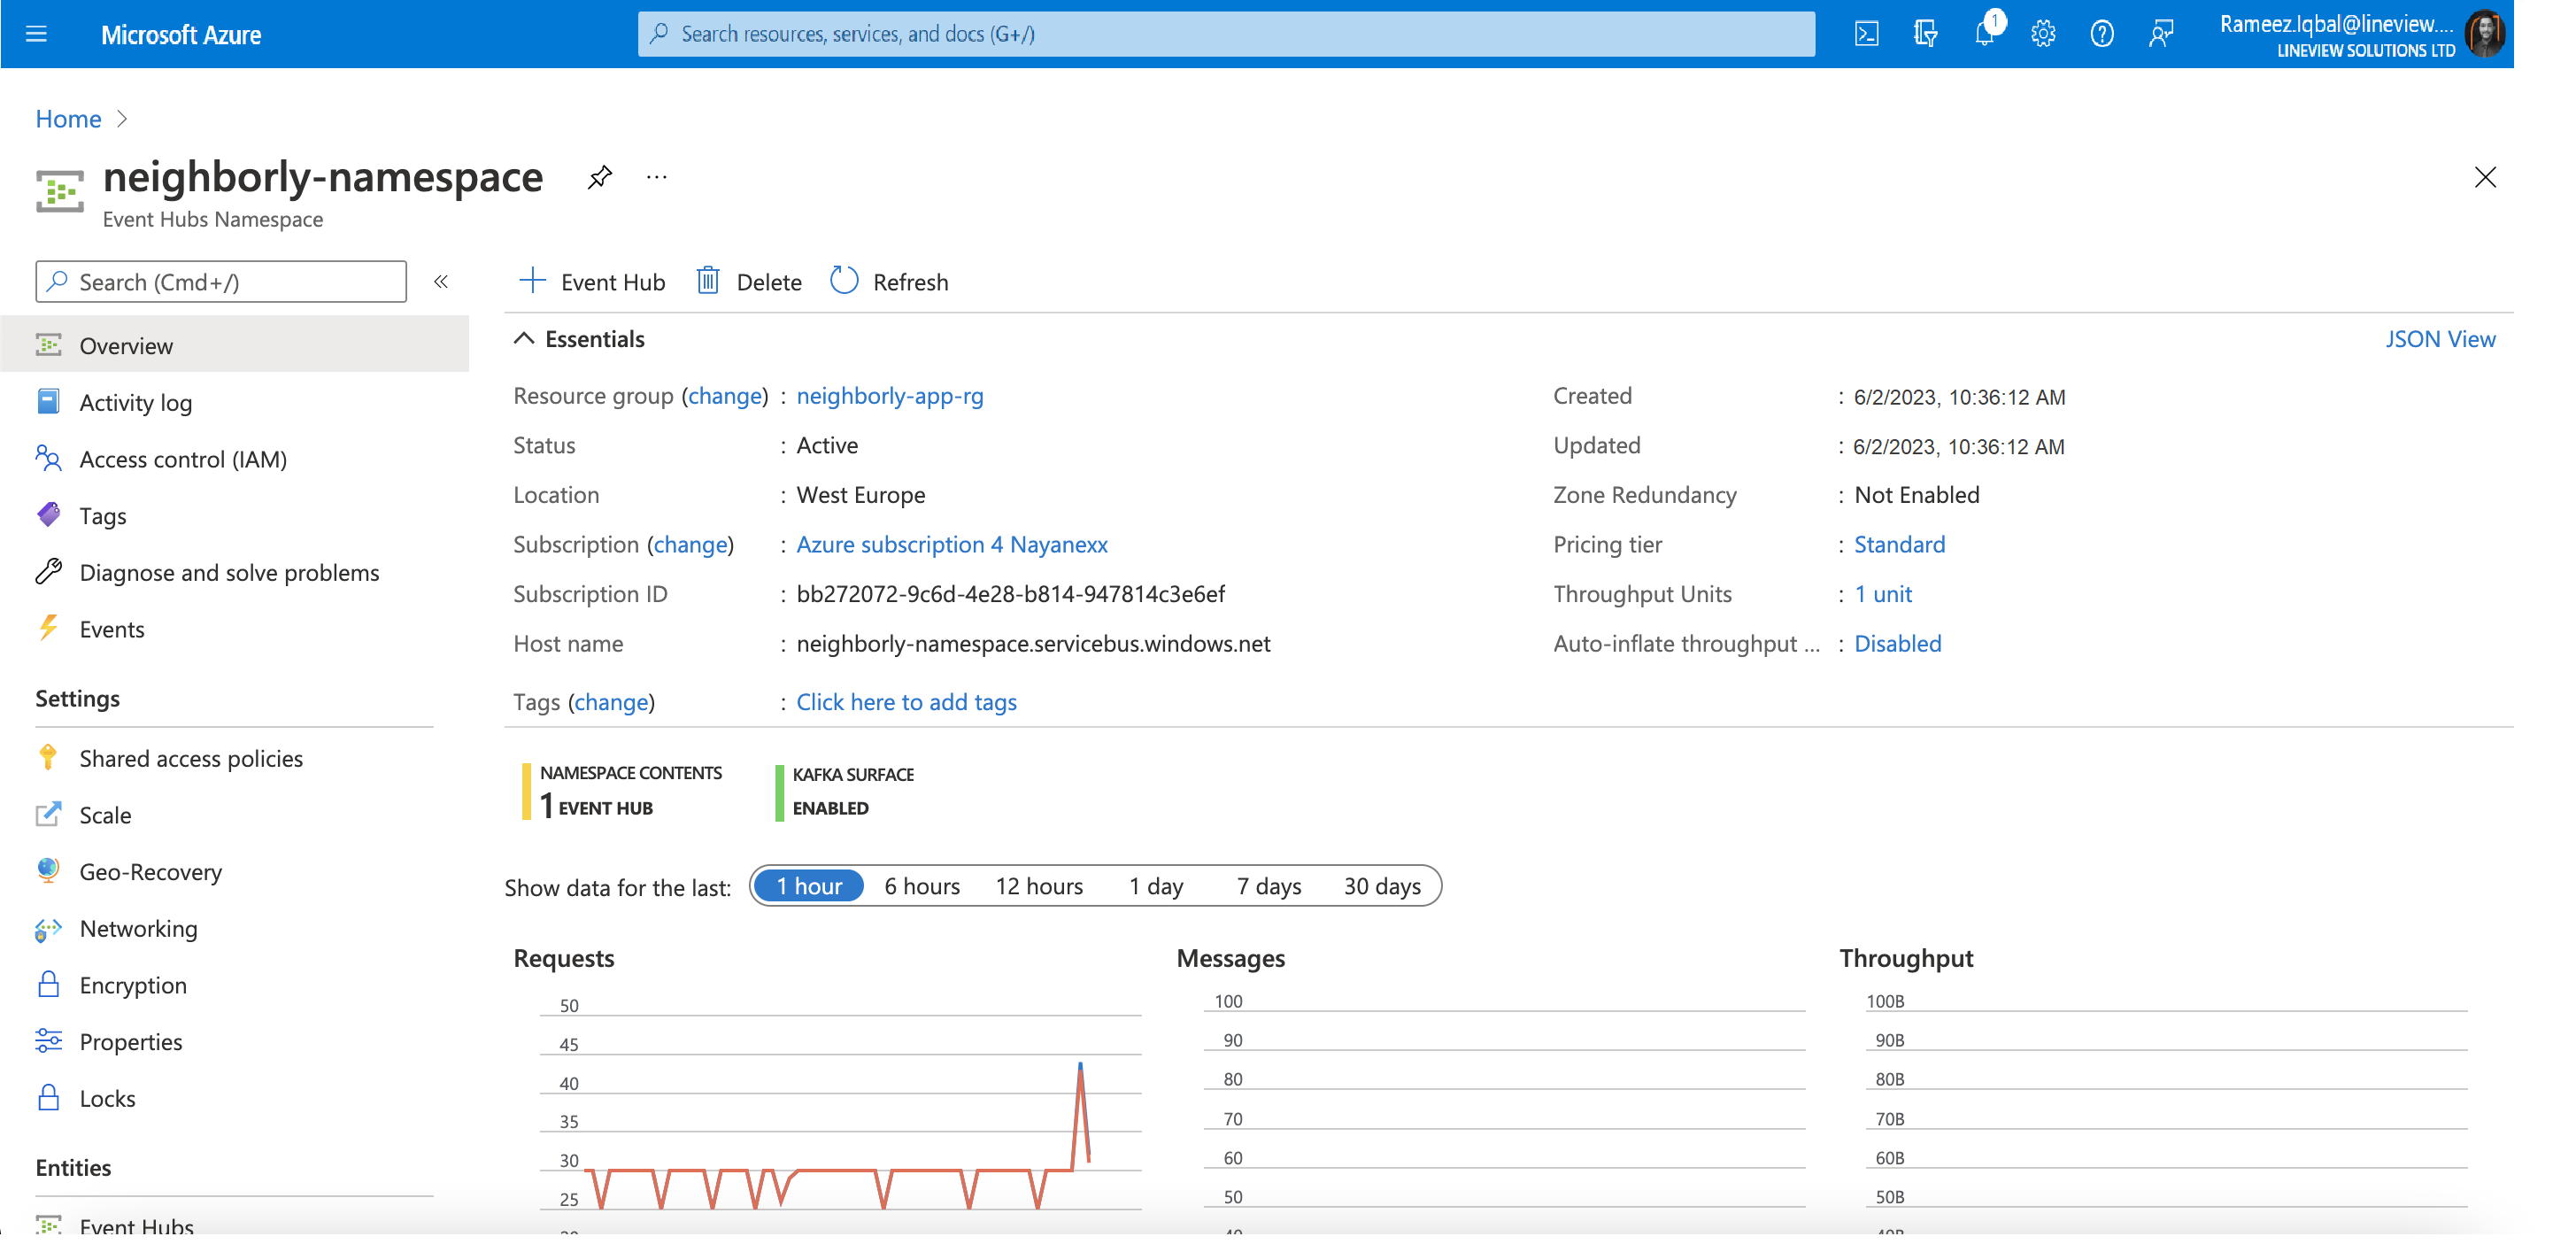 Microsoft Azure
Search resources, services, and docs (G+/)
1
Rameez.Iqbal@lineview....
LINEVIEW SOLUTIONS LTD
Home
neighborly-namespace
...
Event Hubs Namespace
Search (Cmd+/)
«
Event Hub
Delete
Refresh
Overview
Activity log
Access control (IAM)
Tags
Diagnose and solve problems
Events
Settings
Shared access policies
Scale
Geo-Recovery
Networking
Encryption
Properties
Locks
Entities
Event Hubs
Essentials
JSON View
Resource group (change) : neighborly-app-rg
Status : Active
Location : West Europe
Subscription (change) : Azure subscription 4 Nayanexx
Subscription ID : bb272072-9c6d-4e28-b814-947814c3e6ef
Host name : neighborly-namespace.servicebus.windows.net
Tags (change) : Click here to add tags
Created : 6/2/2023, 10:36:12 AM
Updated : 6/2/2023, 10:36:12 AM
Zone Redundancy : Not Enabled
Pricing tier : Standard
Throughput Units : 1 unit
Auto-inflate throughput ... : Disabled
NAMESPACE CONTENTS
1 EVENT HUB
KAFKA SURFACE
ENABLED
Show data for the last: 1 hour 6 hours 12 hours 1 day 7 days 30 days
Requests
50
45
40
35
30
25
Messages
100
90
80
70
60
50
Throughput
100B
90B
80B
70B
60B
50B